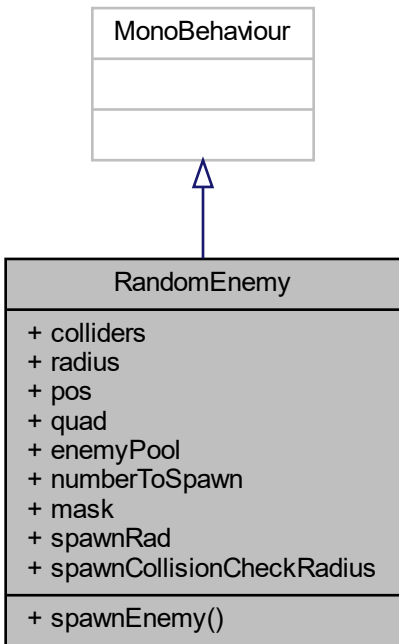 MonoBehaviour
RandomEnemy
+ colliders
+ radius
+ pos
+ quad
+ enemyPool
+ numberToSpawn
+ mask
+ spawnRad
+ spawnCollisionCheckRadius
+ spawnEnemy()